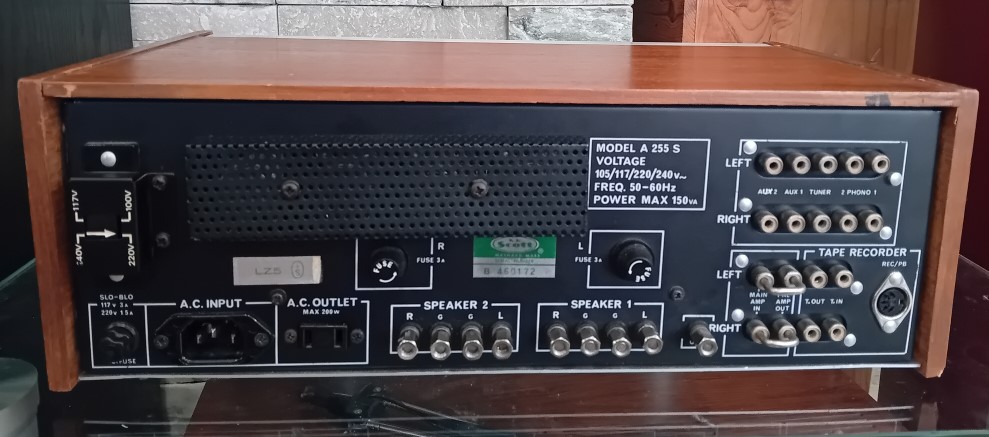 MODEL A 255 S
VOLTAGE
105/117/220/240 v~
FREQ. 50-60Hz
POWER MAX 150VA
117V
100V
240V
220V
LEFT
AUX 2 AUX 1 TUNER 2 PHONO 1
RIGHT
R
FUSE 3A
FUSE
L
FUSE 3A
FUSE
Scott
LZS
TAPE RECORDER
LEFT
REC/PB
MAIN AMP IN
PRE AMP OUT
T. OUT T. IN
RIGHT
SLO-BLO
117 v 3A
220 v 1.5A
FUSE
A.C. INPUT
A.C. OUTLET
MAX 200w
SPEAKER 2
R G G L
SPEAKER 1
R G G L